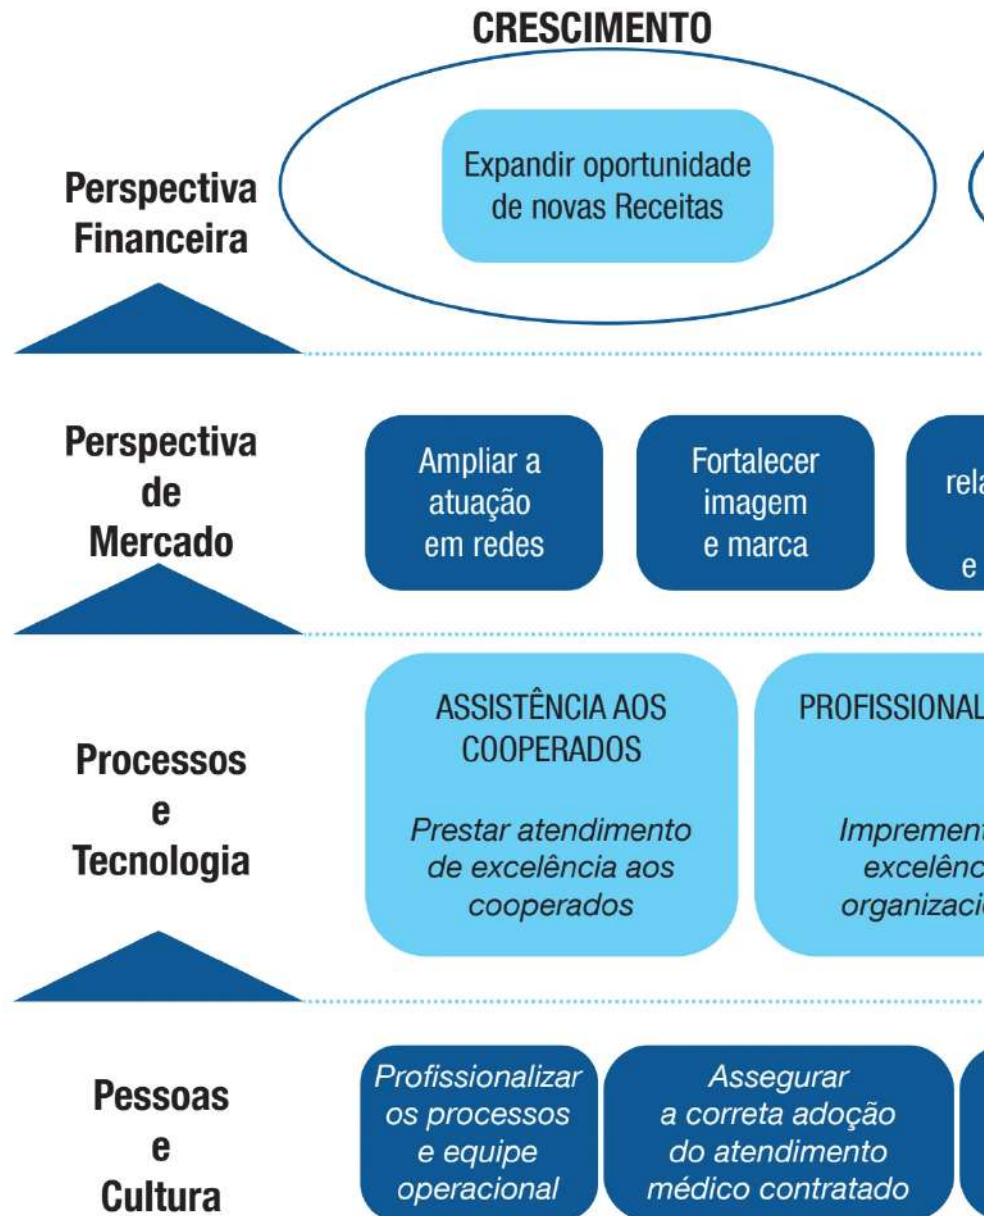 CRESCIMENTO
Perspectiva
Financeira
Expandir oportunidade
de novas Receitas
Perspectiva
de
Mercado
Ampliar a
atuação
em redes
Fortalecer
imagem
e marca
e
Processos
e
Tecnologia
ASSISTÊNCIA AOS
COOPERADOS
Prestar atendimento
de excelência aos
cooperados
Pessoas
e
Cultura
Profissionalizar
os processos
e equipe
operacional
Assegurar
a correta adoção
do atendimento
médico contratado